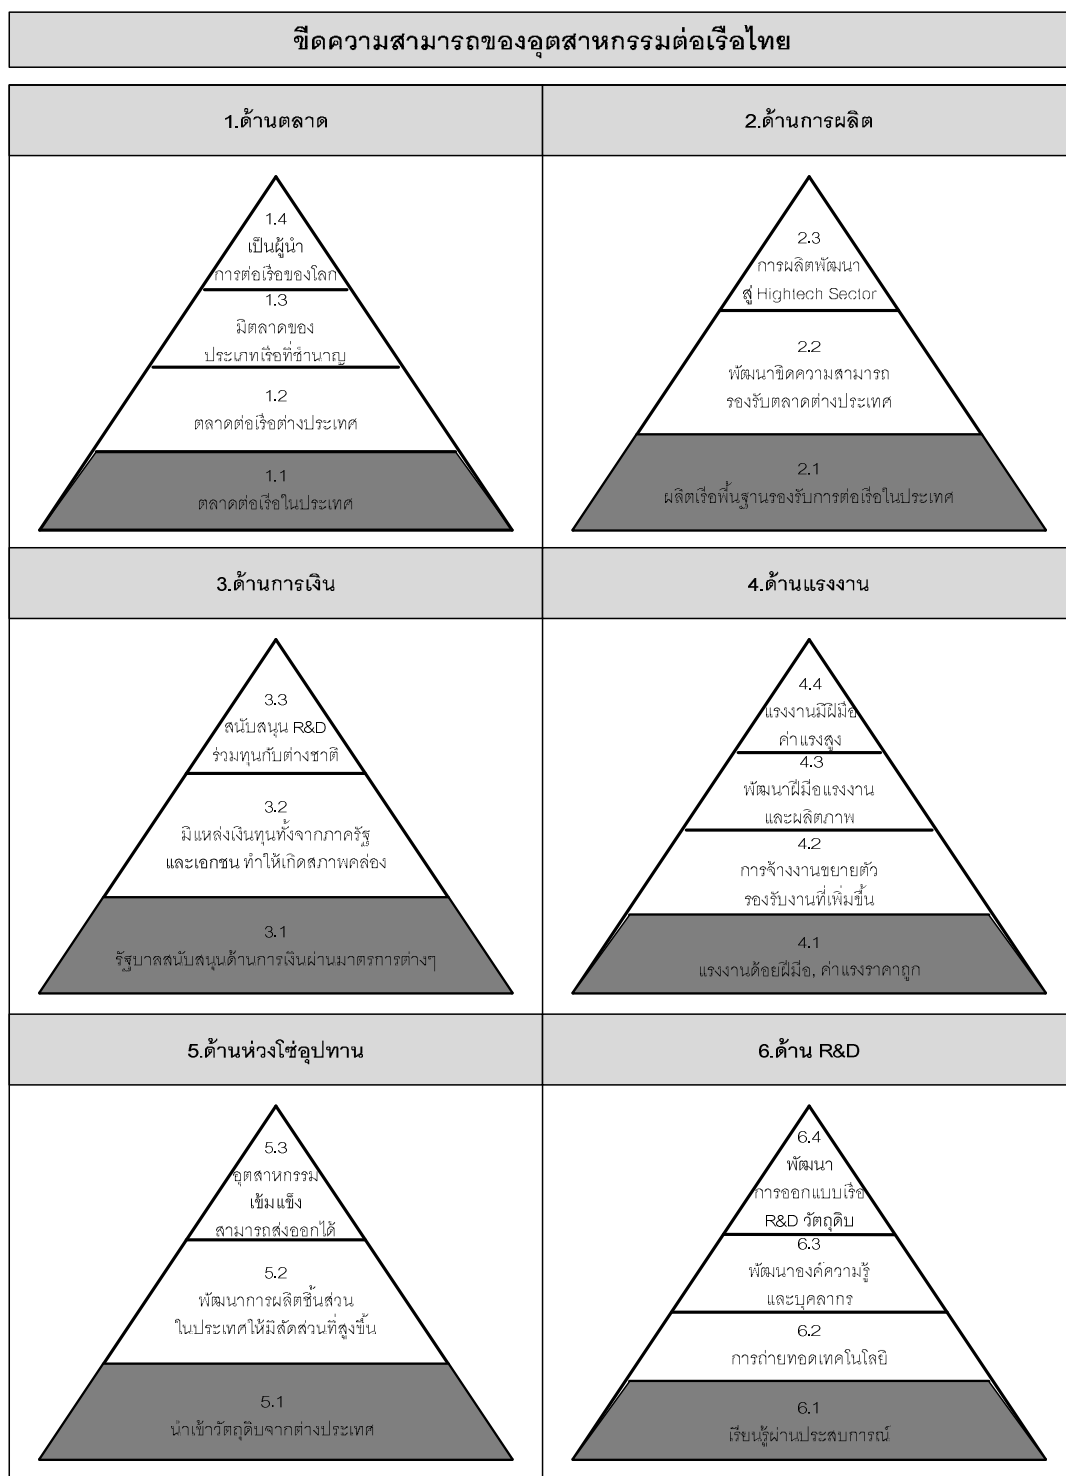 ขีดความสามารถของอุตสาหกรรมต่อเรือไทย
1.ด้านตลาด
1.4
เป็นผู้นำ
การต่อเรือของโลก
1.3
มีตลาดของ
ประเภทเรือที่ชำนาญ
1.2
ตลาดต่อเรือต่างประเทศ
1.1
ตลาดต่อเรือในประเทศ
2.ด้านการผลิต
2.3
การผลิตพัฒนา
สู่ Hightech Sector
2.2
พัฒนาขีดความสามารถ
รองรับตลาดต่างประเทศ
2.1
ผลิตเรือพื้นฐานรองรับการต่อเรือในประเทศ
3.ด้านการเงิน
3.3
สนับสนุน R&D
ร่วมทุนกับต่างชาติ
3.2
มีแหล่งเงินทุนทั้งจากภาครัฐ
และเอกชน ทำให้เกิดสภาพคล่อง
3.1
รัฐบาลสนับสนุนด้านการเงินผ่านมาตรการต่างๆ
4.ด้านแรงงาน
4.4
แรงงานมีฝีมือ
ค่าแรงสูง
4.3
พัฒนาฝีมือแรงงาน
และผลิตภาพ
4.2
การจ้างงานขยายตัว
รองรับงานที่เพิ่มขึ้น
4.1
แรงงานด้อยฝีมือ, ค่าแรงราคาถูก
5.ด้านห่วงโซ่อุปทาน
5.3
อุตสาหกรรม
เข้มแข็ง
สามารถส่งออกได้
5.2
พัฒนาการผลิตชิ้นส่วน
ในประเทศให้มีสัดส่วนที่สูงขึ้น
5.1
นำเข้าวัตถุดิบจากต่างประเทศ
6.ด้าน R&D
6.4
พัฒนา
การออกแบบเรือ
R&D วัตถุดิบ
6.3
พัฒนาองค์ความรู้
และบุคลากร
6.2
การถ่ายทอดเทคโนโลยี
6.1
เรียนรู้ผ่านประสบการณ์